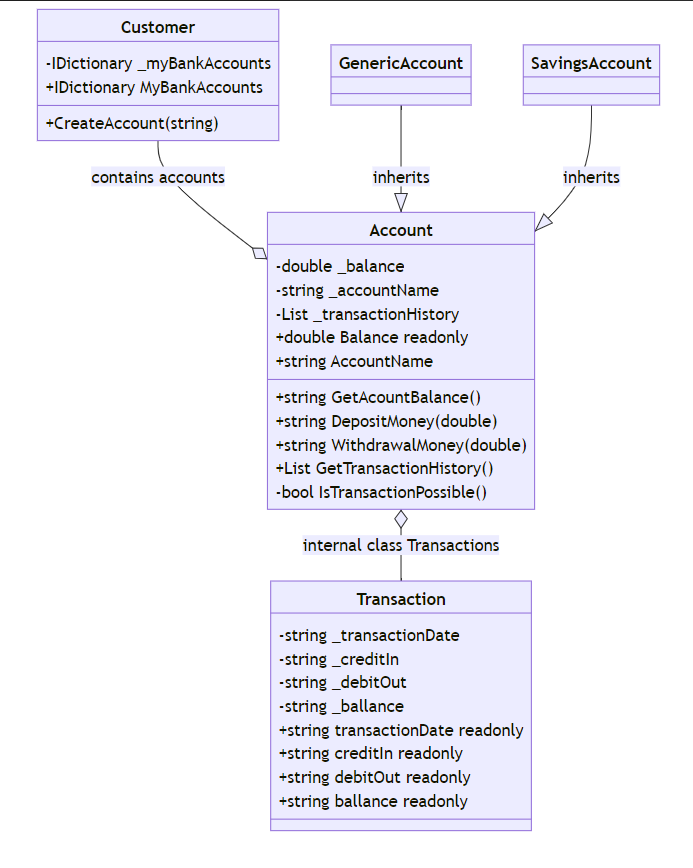 Customer
-IDictionary _myBankAccounts
+IDictionary MyBankAccounts
+CreateAccount(string)
GenericAccount
SavingsAccount
contains accounts
inherits
inherits
Account
-double _balance
-string _accountName
-List _transactionHistory
+double Balance readonly
+string AccountName
+string GetAcountBalance()
+string DepositMoney(double)
+string WithdrawalMoney(double)
+List GetTransactionHistory()
-bool IsTransactionPossible()
internal class Transactions
Transaction
-string _transactionDate
-string _creditIn
-string _debitOut
-string _ballance
+string transactionDate readonly
+string creditIn readonly
+string debitOut readonly
+string ballance readonly